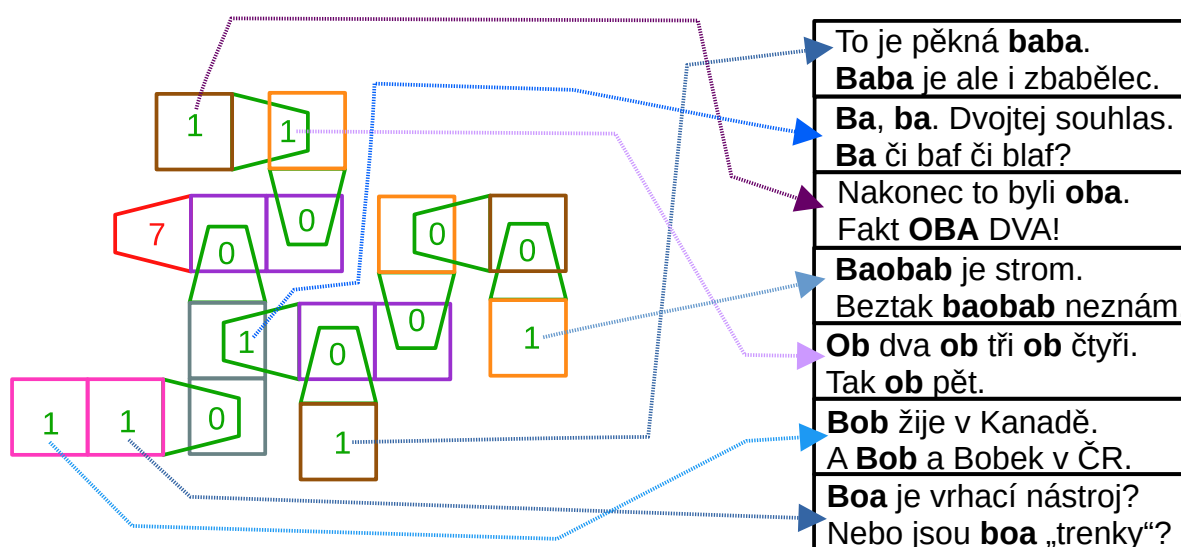 To je pěkná baba.
Baba je ale i zbabělec.
Ba, ba. Dvojtej souhlas.
Ba či baf či blaf?
Nakonec to byli oba.
Fakt OBA DVA!
Baobab je strom.
Beztak baobab neznám
Ob dva ob tři ob čtyři.
Tak ob pět.
Bob žije v Kanadě.
A Bob a Bobek v ČR.
Boa je vrhací nástroj?
Nebo jsou boa „trenky“?
1
1
7
0
0
0
0
1
0
0
1
1
1
0
1